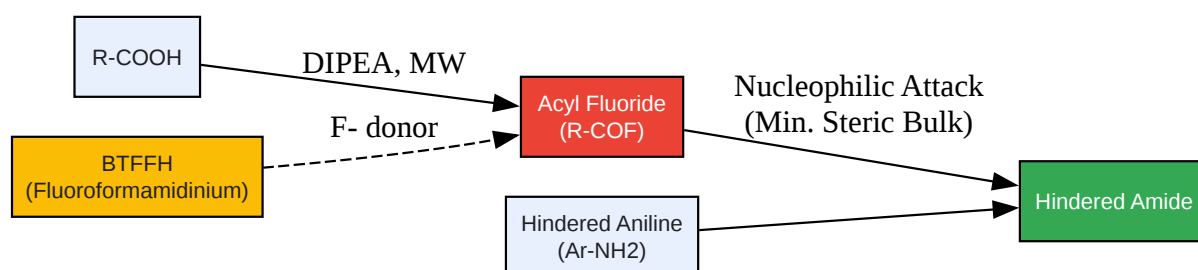 R-COOH
DIPEA, MW
BTFFH
(Fluoroformamidinium)
F- donor
Acyl Fluoride
(R-COF)
Nucleophilic Attack
(Min. Steric Bulk)
Hindered Aniline
(Ar-NH2)
Hindered Amide